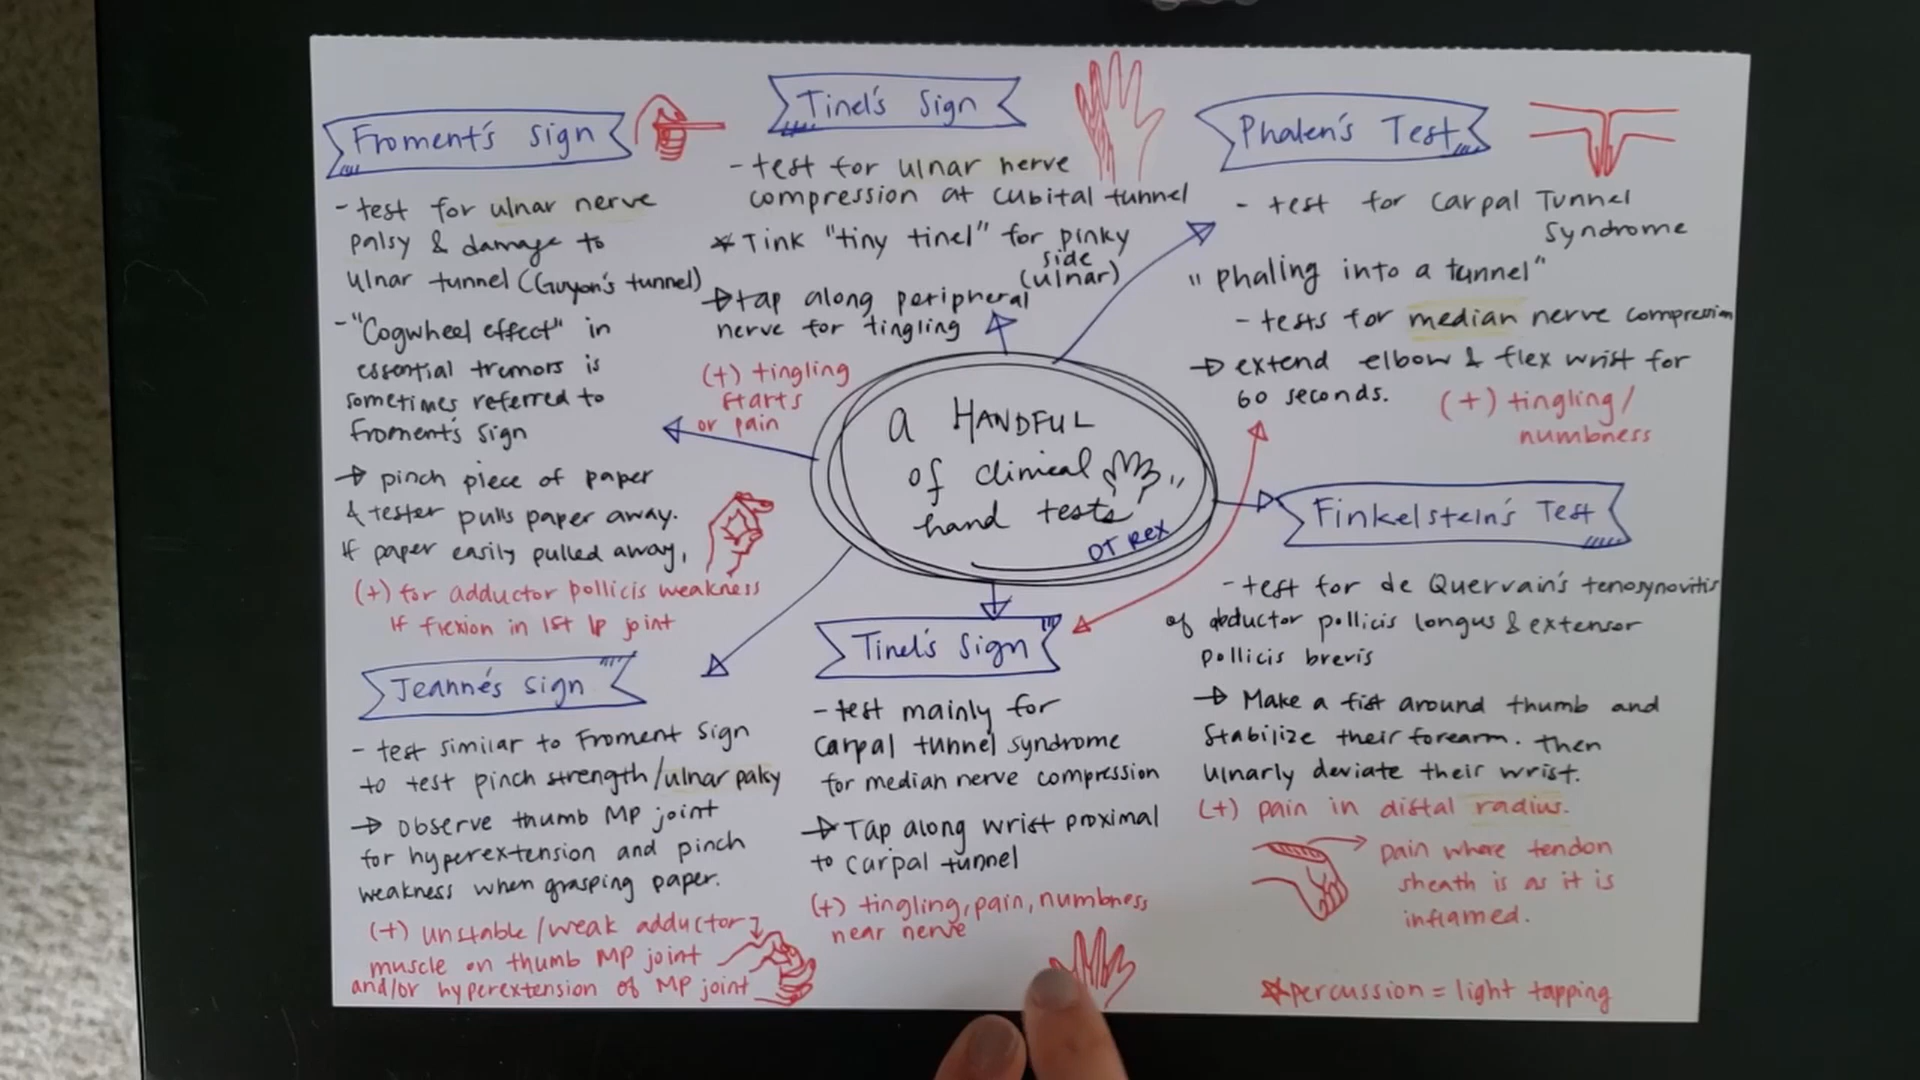 Froment's Sign
- test for ulnar nerve
palsy & damage to
ulnar tunnel (Guyon's tunnel)
- "Cogwheel effect" in
essential tremors is
sometimes referred to
Froment's Sign
→ pinch piece of paper
& tester pulls paper away.
If paper easily pulled away,
(+) for adductor pollicis weakness
If flexion in 1st IP joint
Tinel's Sign
- test for ulnar nerve
compression at cubital tunnel
* Tink "tiny tinel" for pinky
side
(ulnar)
→ tap along peripheral
nerve for tingling
(+) tingling
starts
or pain
Phalen's Test
- test for Carpal Tunnel
Syndrome
"phaling into a tunnel"
- tests for median nerve compression
→ extend elbow & flex wrist for
60 seconds.
(+) tingling/
numbness
a HANDFUL
of clinical
hand tests"
OT REX
Finkelstein's Test
- test for de Quervain's tenosynovitis
of abductor pollicis longus & extensor
pollicis brevis
→ Make a fist around thumb and
Stabilize their forearm. Then
ulnarly deviate their wrist.
(+) pain in distal radius.
pain where tendon
sheath is as it is
inflamed.
*percussion = light tapping
Jeanne's Sign
- test similar to Froment Sign
to test pinch strength/ulnar palsy
→ Observe thumb MP joint
for hyperextension and pinch
weakness when grasping paper.
(+) unstable/weak adductor
muscle on thumb MP joint
and/or hyperextension of MP joint
Tinel's Sign
- test mainly for
Carpal tunnel syndrome
for median nerve compression
→ Tap along wrist proximal
to carpal tunnel
(+) tingling, pain, numbness
near nerve